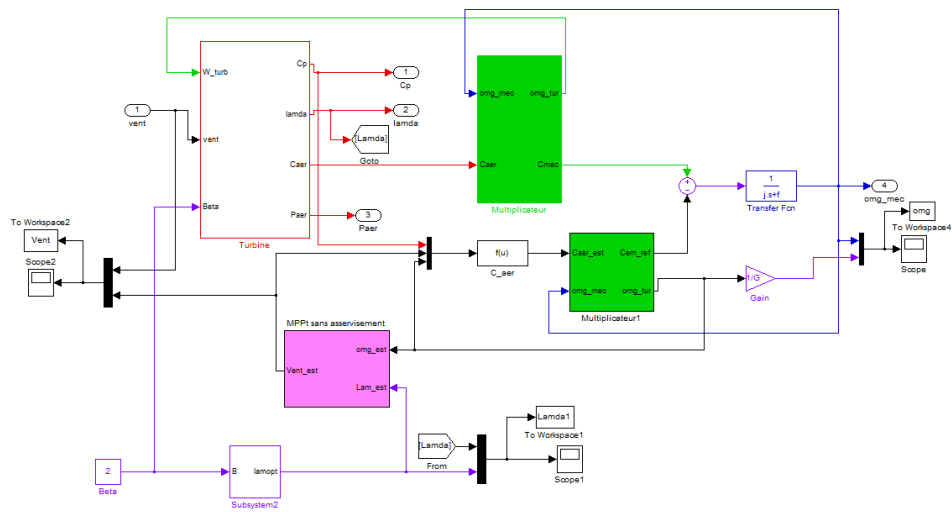 W_turb
vent
Beta
Cp
lamda
Caer
Paer
Turbine
1
vent
1
Cp
2
lamda
[Lamda]
Goto
3
Paer
omg_mec
omg_tur
Caer
Cmec
Multiplicateur
+
−
1
j.s+f
Transfer Fcn
4
omg_mec
omg
To Workspace4
Scope
To Workspace2
Vent
Scope2
f(u)
C_aer
Caer_est
Cem_ref
omg_mec
omg_tur
Multiplicateur1
1/G
Gain
MPPt sans asservisement
omg_est
Vent_est
Lam_est
Lamda1
To Workspace1
[Lamda]
From
Scope1
2
Beta
B
lamopt
Subsystem2